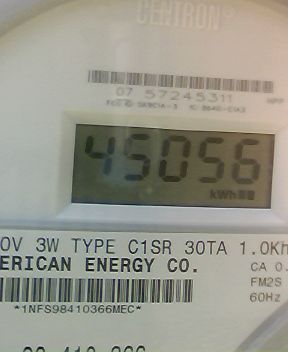 CENTRON®
07 57245311
45056
kWh
0V 3W TYPE C1SR 30TA 1.0Kh
ERICAN ENERGY CO.
CA 0.
FM2S
60Hz
*1NFS98410366MEC*